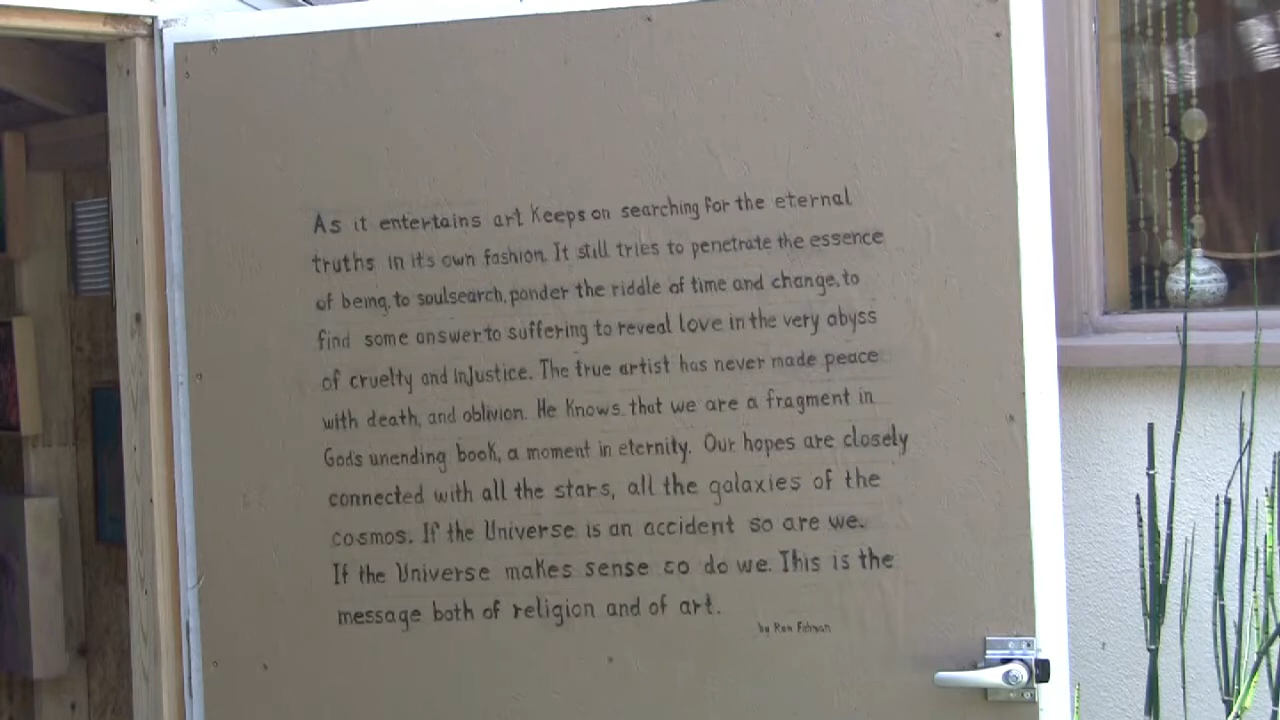 As it entertains art keeps on searching for the eternal
truths in it's own fashion. It still tries to penetrate the essence
of being, to soulsearch, ponder the riddle of time and change, to
find some answer to suffering to reveal love in the very abyss
of cruelty and injustice. The true artist has never made peace
with death, and oblivion. He knows that we are a fragment in
Gods unending book, a moment in eternity. Our hopes are closely
connected with all the stars, all the galaxies of the
cosmos. If the Universe is an accident so are we.
If the Universe makes sense so do we. This is the
message both of religion and of art.
by Ron